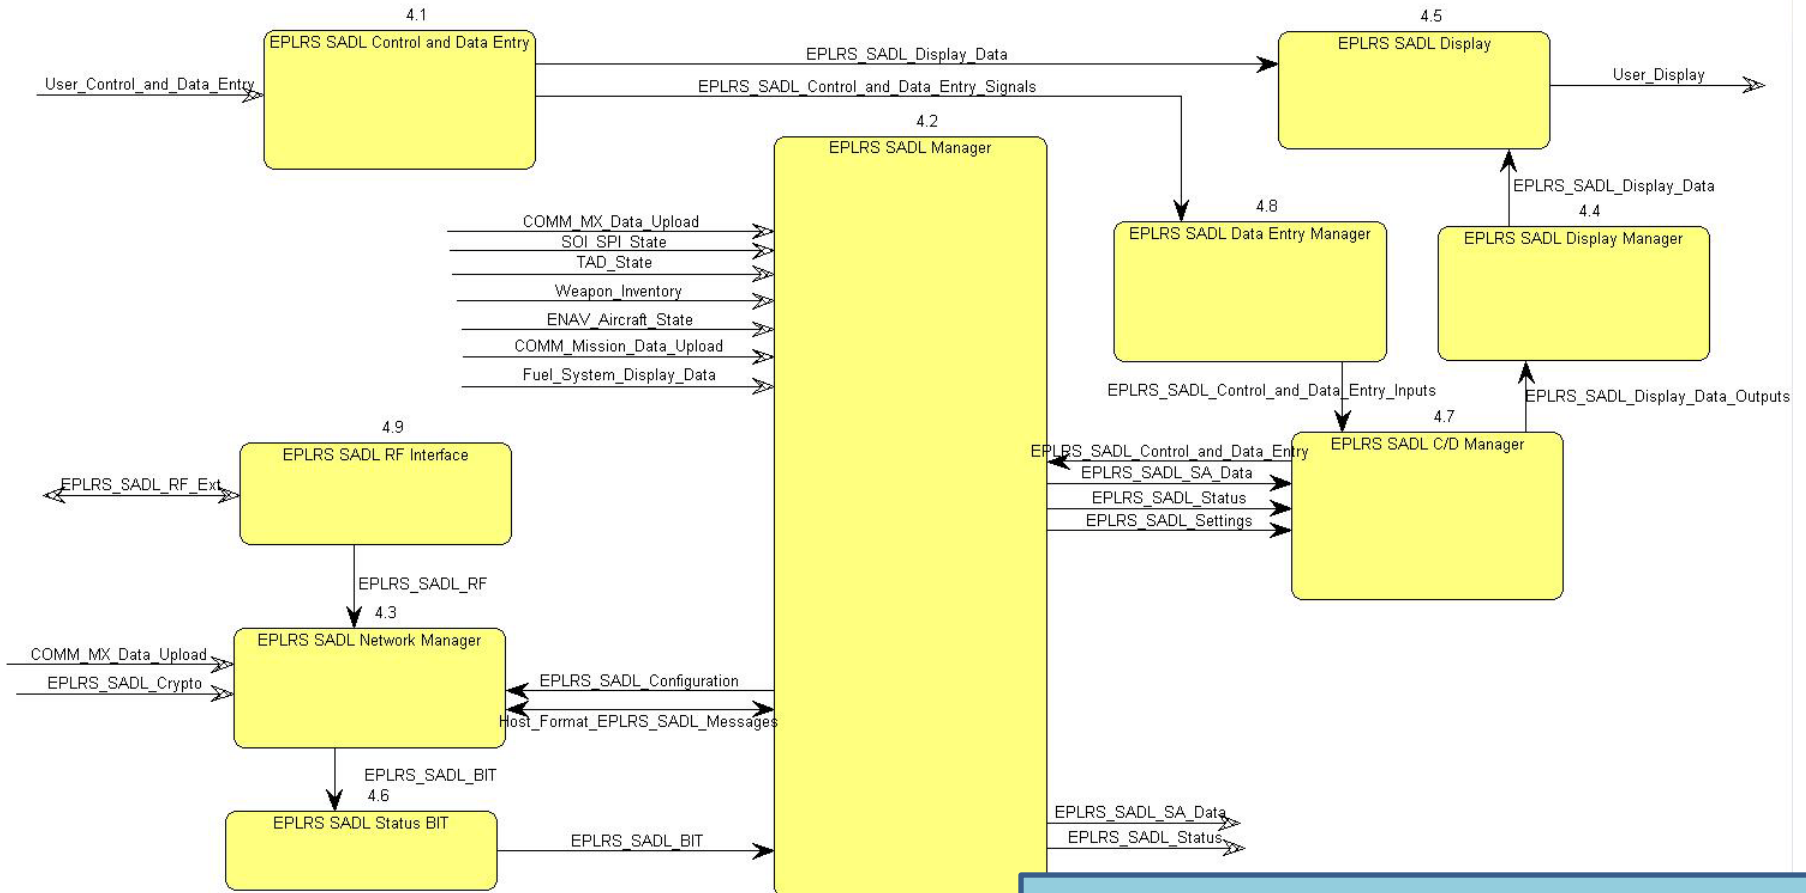 4.1
EPLRS SADL Control and Data Entry
User_Control_and_Data_Entry
EPLRS_SADL_Display_Data
EPLRS_SADL_Control_and_Data_Entry_Signals
4.5
EPLRS SADL Display
User_Display
4.2
EPLRS SADL Manager
COMM_MX_Data_Upload
SOI_SPI_State
TAD_State
Weapon_Inventory
ENAV_Aircraft_State
COMM_Mission_Data_Upload
Fuel_System_Display_Data
4.8
EPLRS SADL Data Entry Manager
EPLRS_SADL_Display_Data
4.4
EPLRS SADL Display Manager
EPLRS_SADL_Control_and_Data_Entry_Inputs
EPLRS_SADL_Display_Data_Outputs
4.7
EPLRS SADL C/D Manager
EPLRS_SADL_Control_and_Data_Entry
EPLRS_SADL_SA_Data
EPLRS_SADL_Status
EPLRS_SADL_Settings
4.9
EPLRS SADL RF Interface
EPLRS_SADL_RF_Ext
EPLRS_SADL_RF
4.3
EPLRS SADL Network Manager
COMM_MX_Data_Upload
EPLRS_SADL_Crypto
EPLRS_SADL_Configuration
Host_Format_EPLRS_SADL_Messages
EPLRS_SADL_BIT
4.6
EPLRS SADL Status BIT
EPLRS_SADL_BIT
EPLRS_SADL_SA_Data
EPLRS_SADL_Status